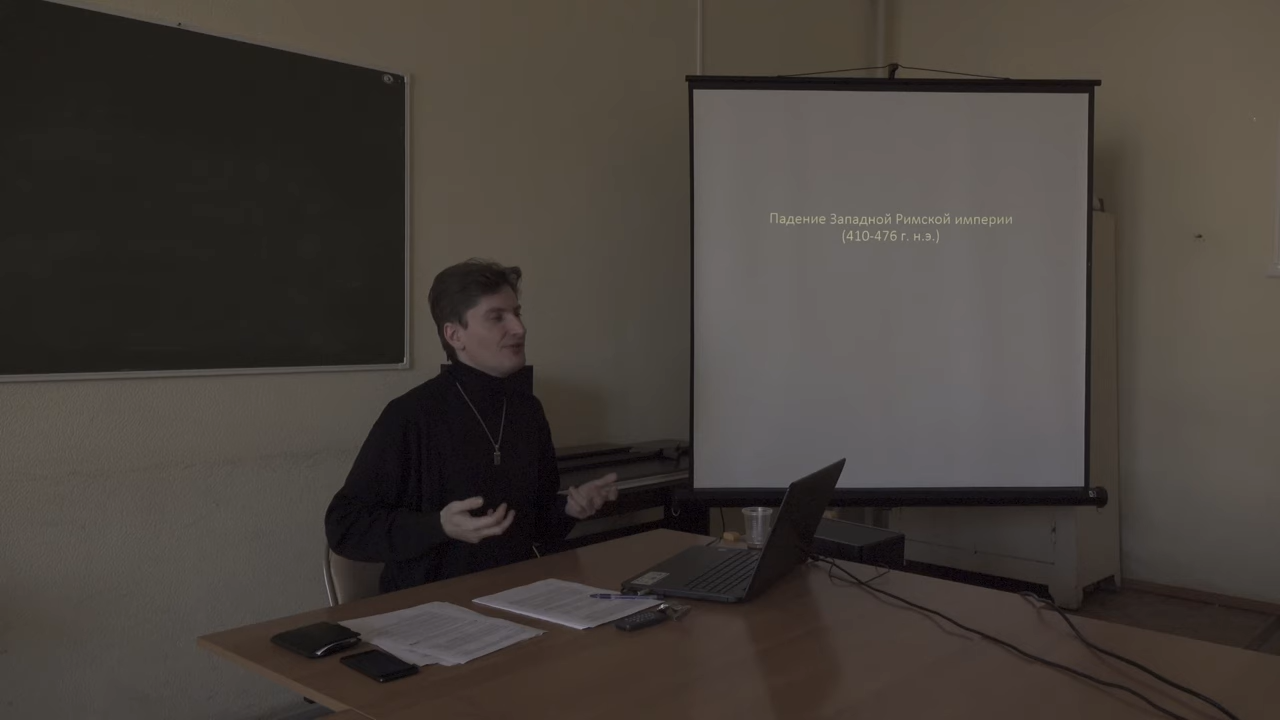 Падение Западной Римской империи
(410-476 г. н.э.)